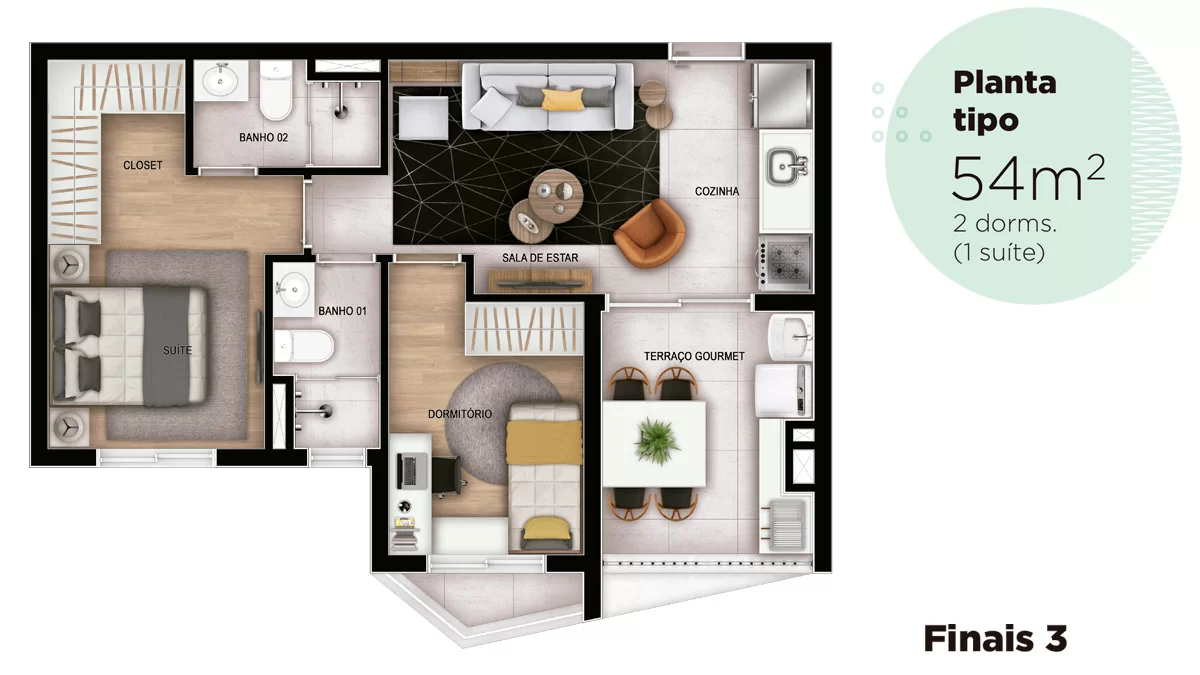 Planta
tipo
54m²
2 dorms.
(1 suíte)
BANHO 02
CLOSET
COZINHA
SALA DE ESTAR
BANHO 01
SUÍTE
TERRAÇO GOURMET
DORMITÓRIO
Finais 3